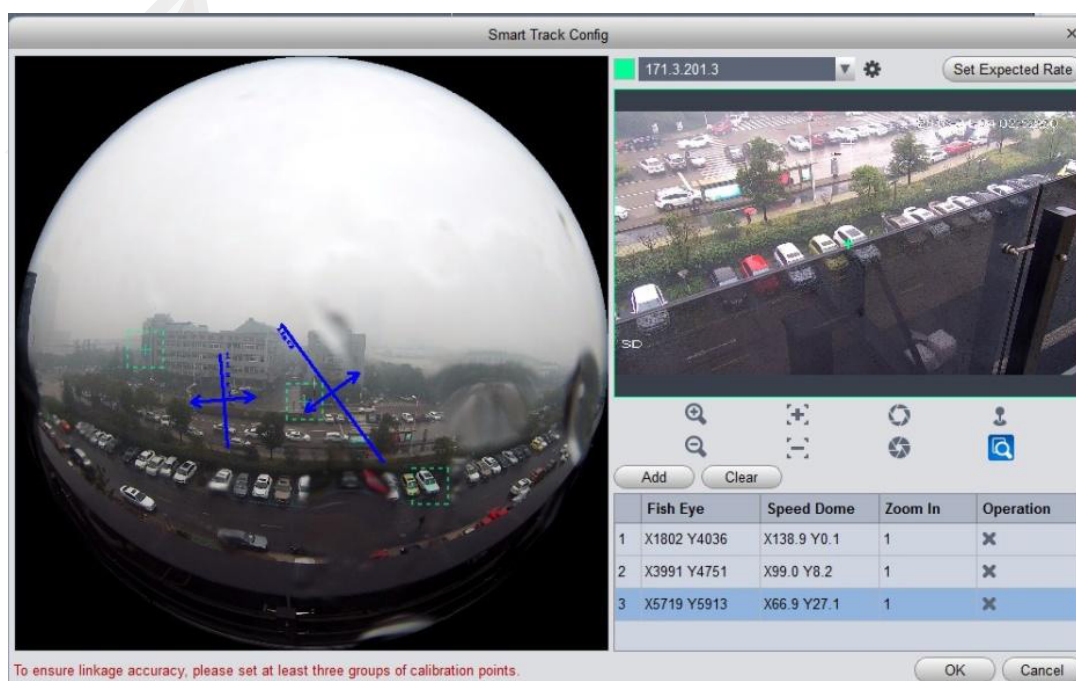 Smart Track Config
171.3.201.3
Set Expected Rate
SD
Add
Clear
Fish Eye Speed Dome Zoom In Operation
1 X1802 Y4036 X138.9 Y0.1 1
2 X3991 Y4751 X99.0 Y8.2 1
3 X5719 Y5913 X66.9 Y27.1 1
To ensure linkage accuracy, please set at least three groups of calibration points.
OK
Cancel